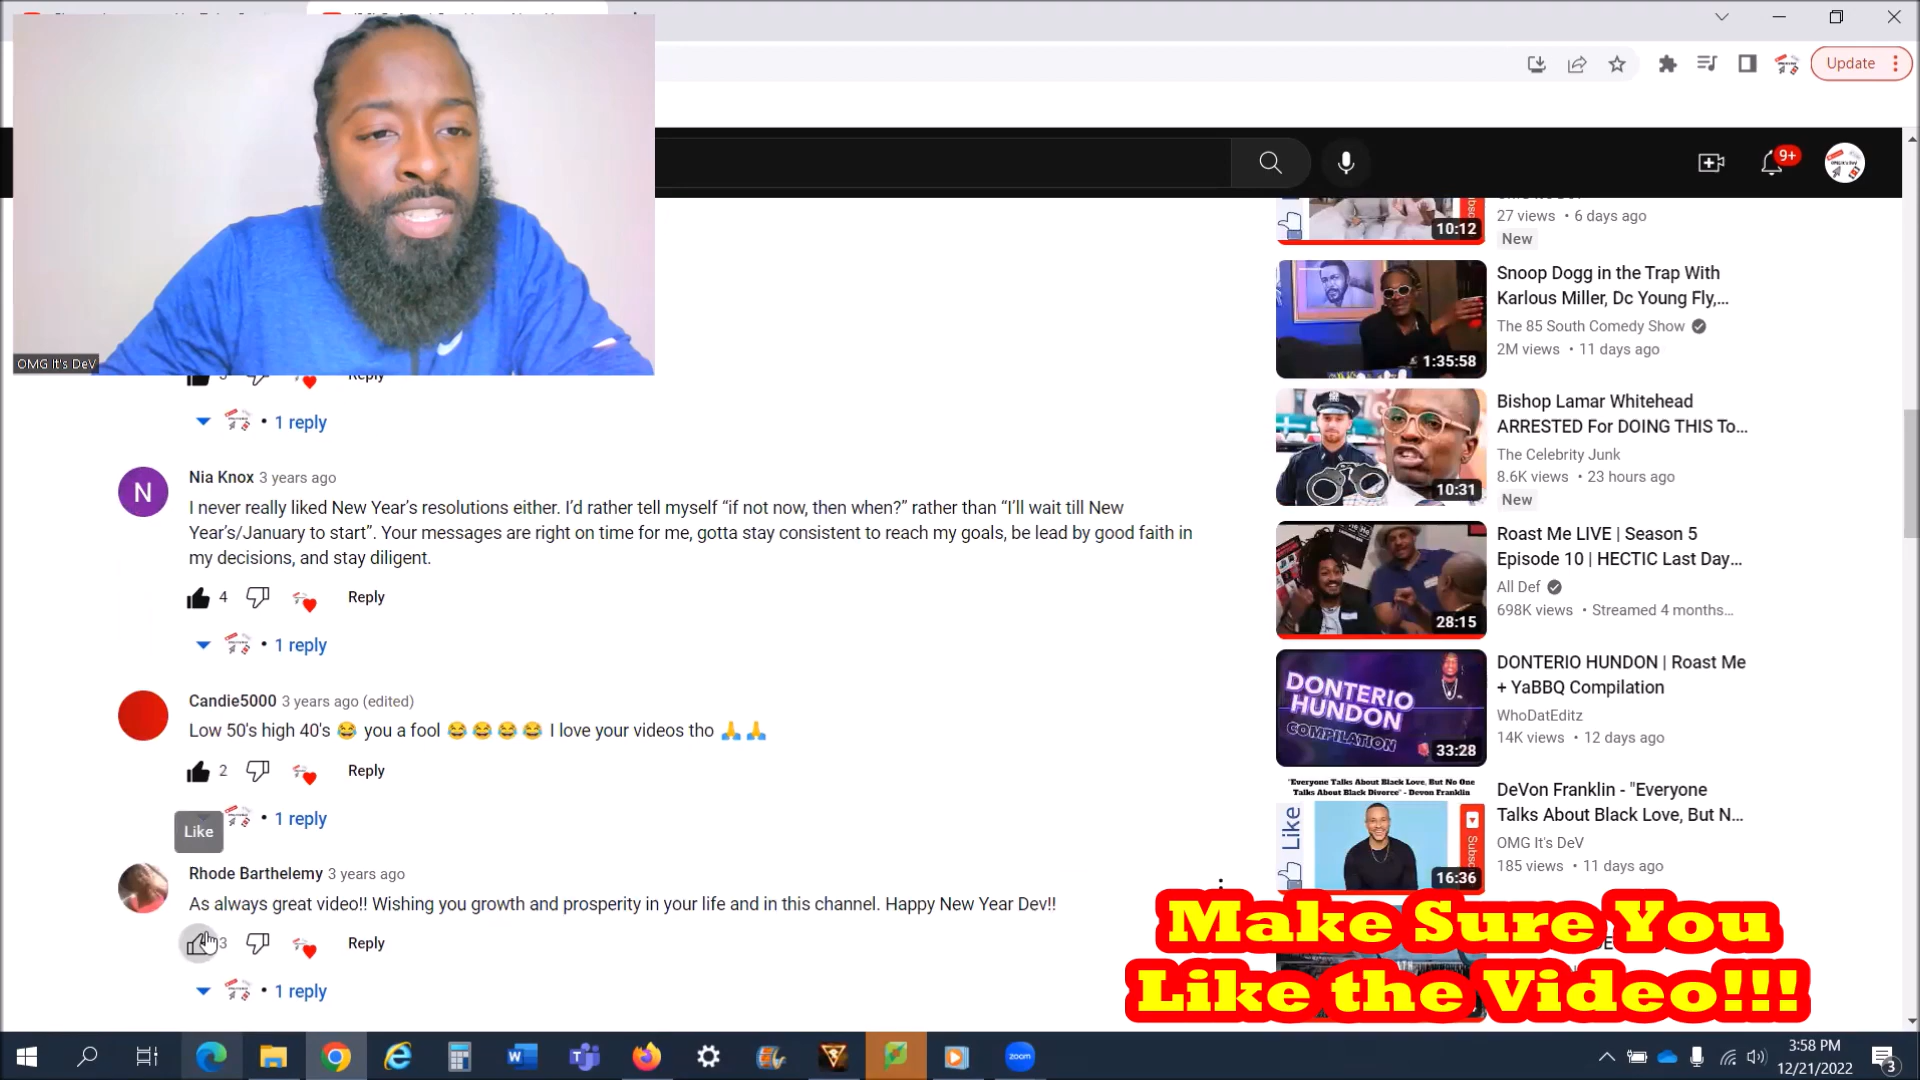 Update
9+
OMG It's DeV
Reply
1 reply
Nia Knox 3 years ago
I never really liked New Year’s resolutions either. I’d rather tell myself “if not now, then when?” rather than “I’ll wait till New
Year’s/January to start”. Your messages are right on time for me, gotta stay consistent to reach my goals, be lead by good faith in
my decisions, and stay diligent.
4
Reply
1 reply
Candie5000 3 years ago (edited)
Low 50's high 40's 😂 you a fool 😂😂😂😂 I love your videos tho 🙏🙏
2
Reply
1 reply
Like
Rhode Barthelemy 3 years ago
As always great video!! Wishing you growth and prosperity in your life and in this channel. Happy New Year Dev!!
3
Reply
1 reply
10:12
27 views • 6 days ago
New
1:35:58
Snoop Dogg in the Trap With
Karlous Miller, Dc Young Fly,...
The 85 South Comedy Show
2M views • 11 days ago
10:31
Bishop Lamar Whitehead
ARRESTED For DOING THIS To...
The Celebrity Junk
8.6K views • 23 hours ago
New
28:15
Roast Me LIVE | Season 5
Episode 10 | HECTIC Last Day...
All Def
698K views • Streamed 4 months...
DONTERIO
HUNDON
COMPILATION
33:28
DONTERIO HUNDON | Roast Me
+ YaBBQ Compilation
WhoDatEditz
14K views • 12 days ago
"Everyone Talks About Black Love, But No One
Talks About Black Divorce" - Devon Franklin
Like
16:36
DeVon Franklin - "Everyone
Talks About Black Love, But N...
OMG It's DeV
185 views • 11 days ago
Make Sure You
Like the Video!!!
zoom
3:58 PM
12/21/2022
3